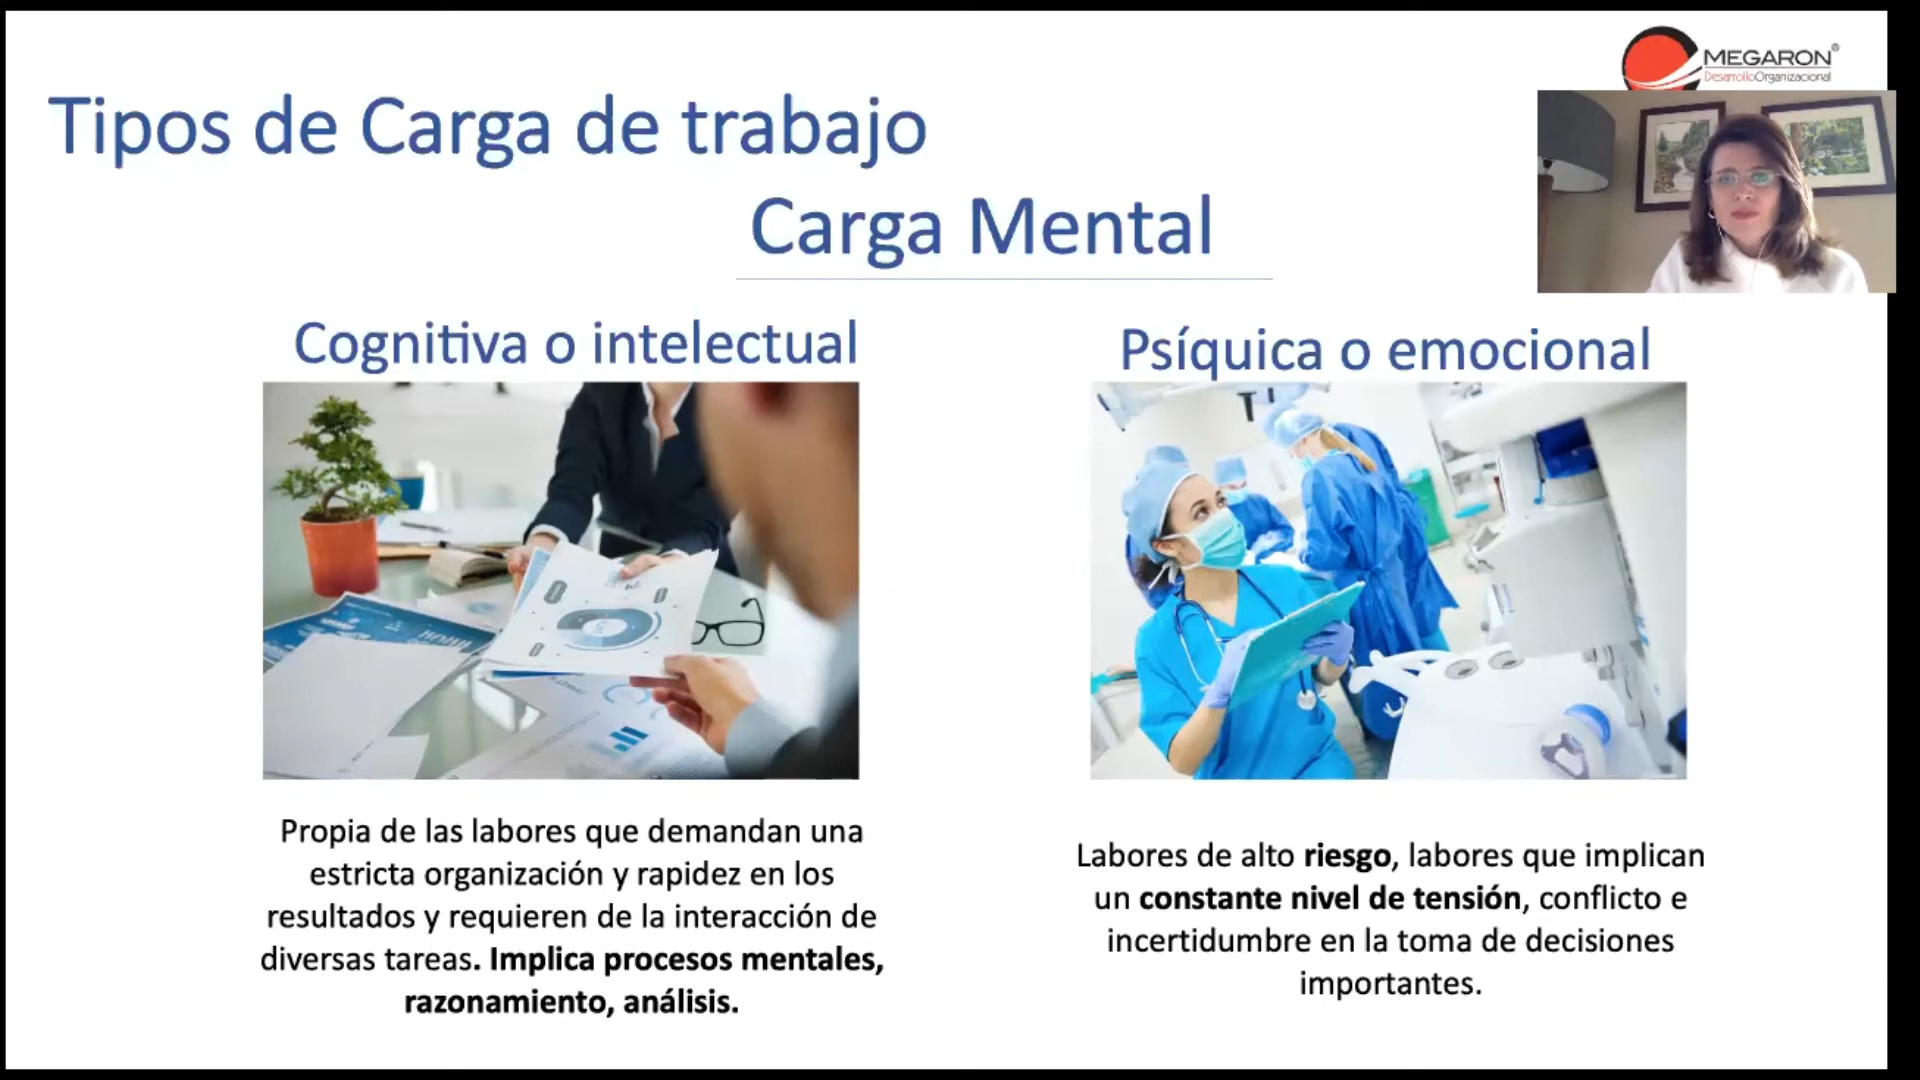 MEGARON®
DesarrolloOrganizacional
Tipos de Carga de trabajo
Carga Mental
Cognitiva o intelectual
Psíquica o emocional
Propia de las labores que demandan una
estricta organización y rapidez en los
resultados y requieren de la interacción de
diversas tareas. Implica procesos mentales,
razonamiento, análisis.
Labores de alto riesgo, labores que implican
un constante nivel de tensión, conflicto e
incertidumbre en la toma de decisiones
importantes.